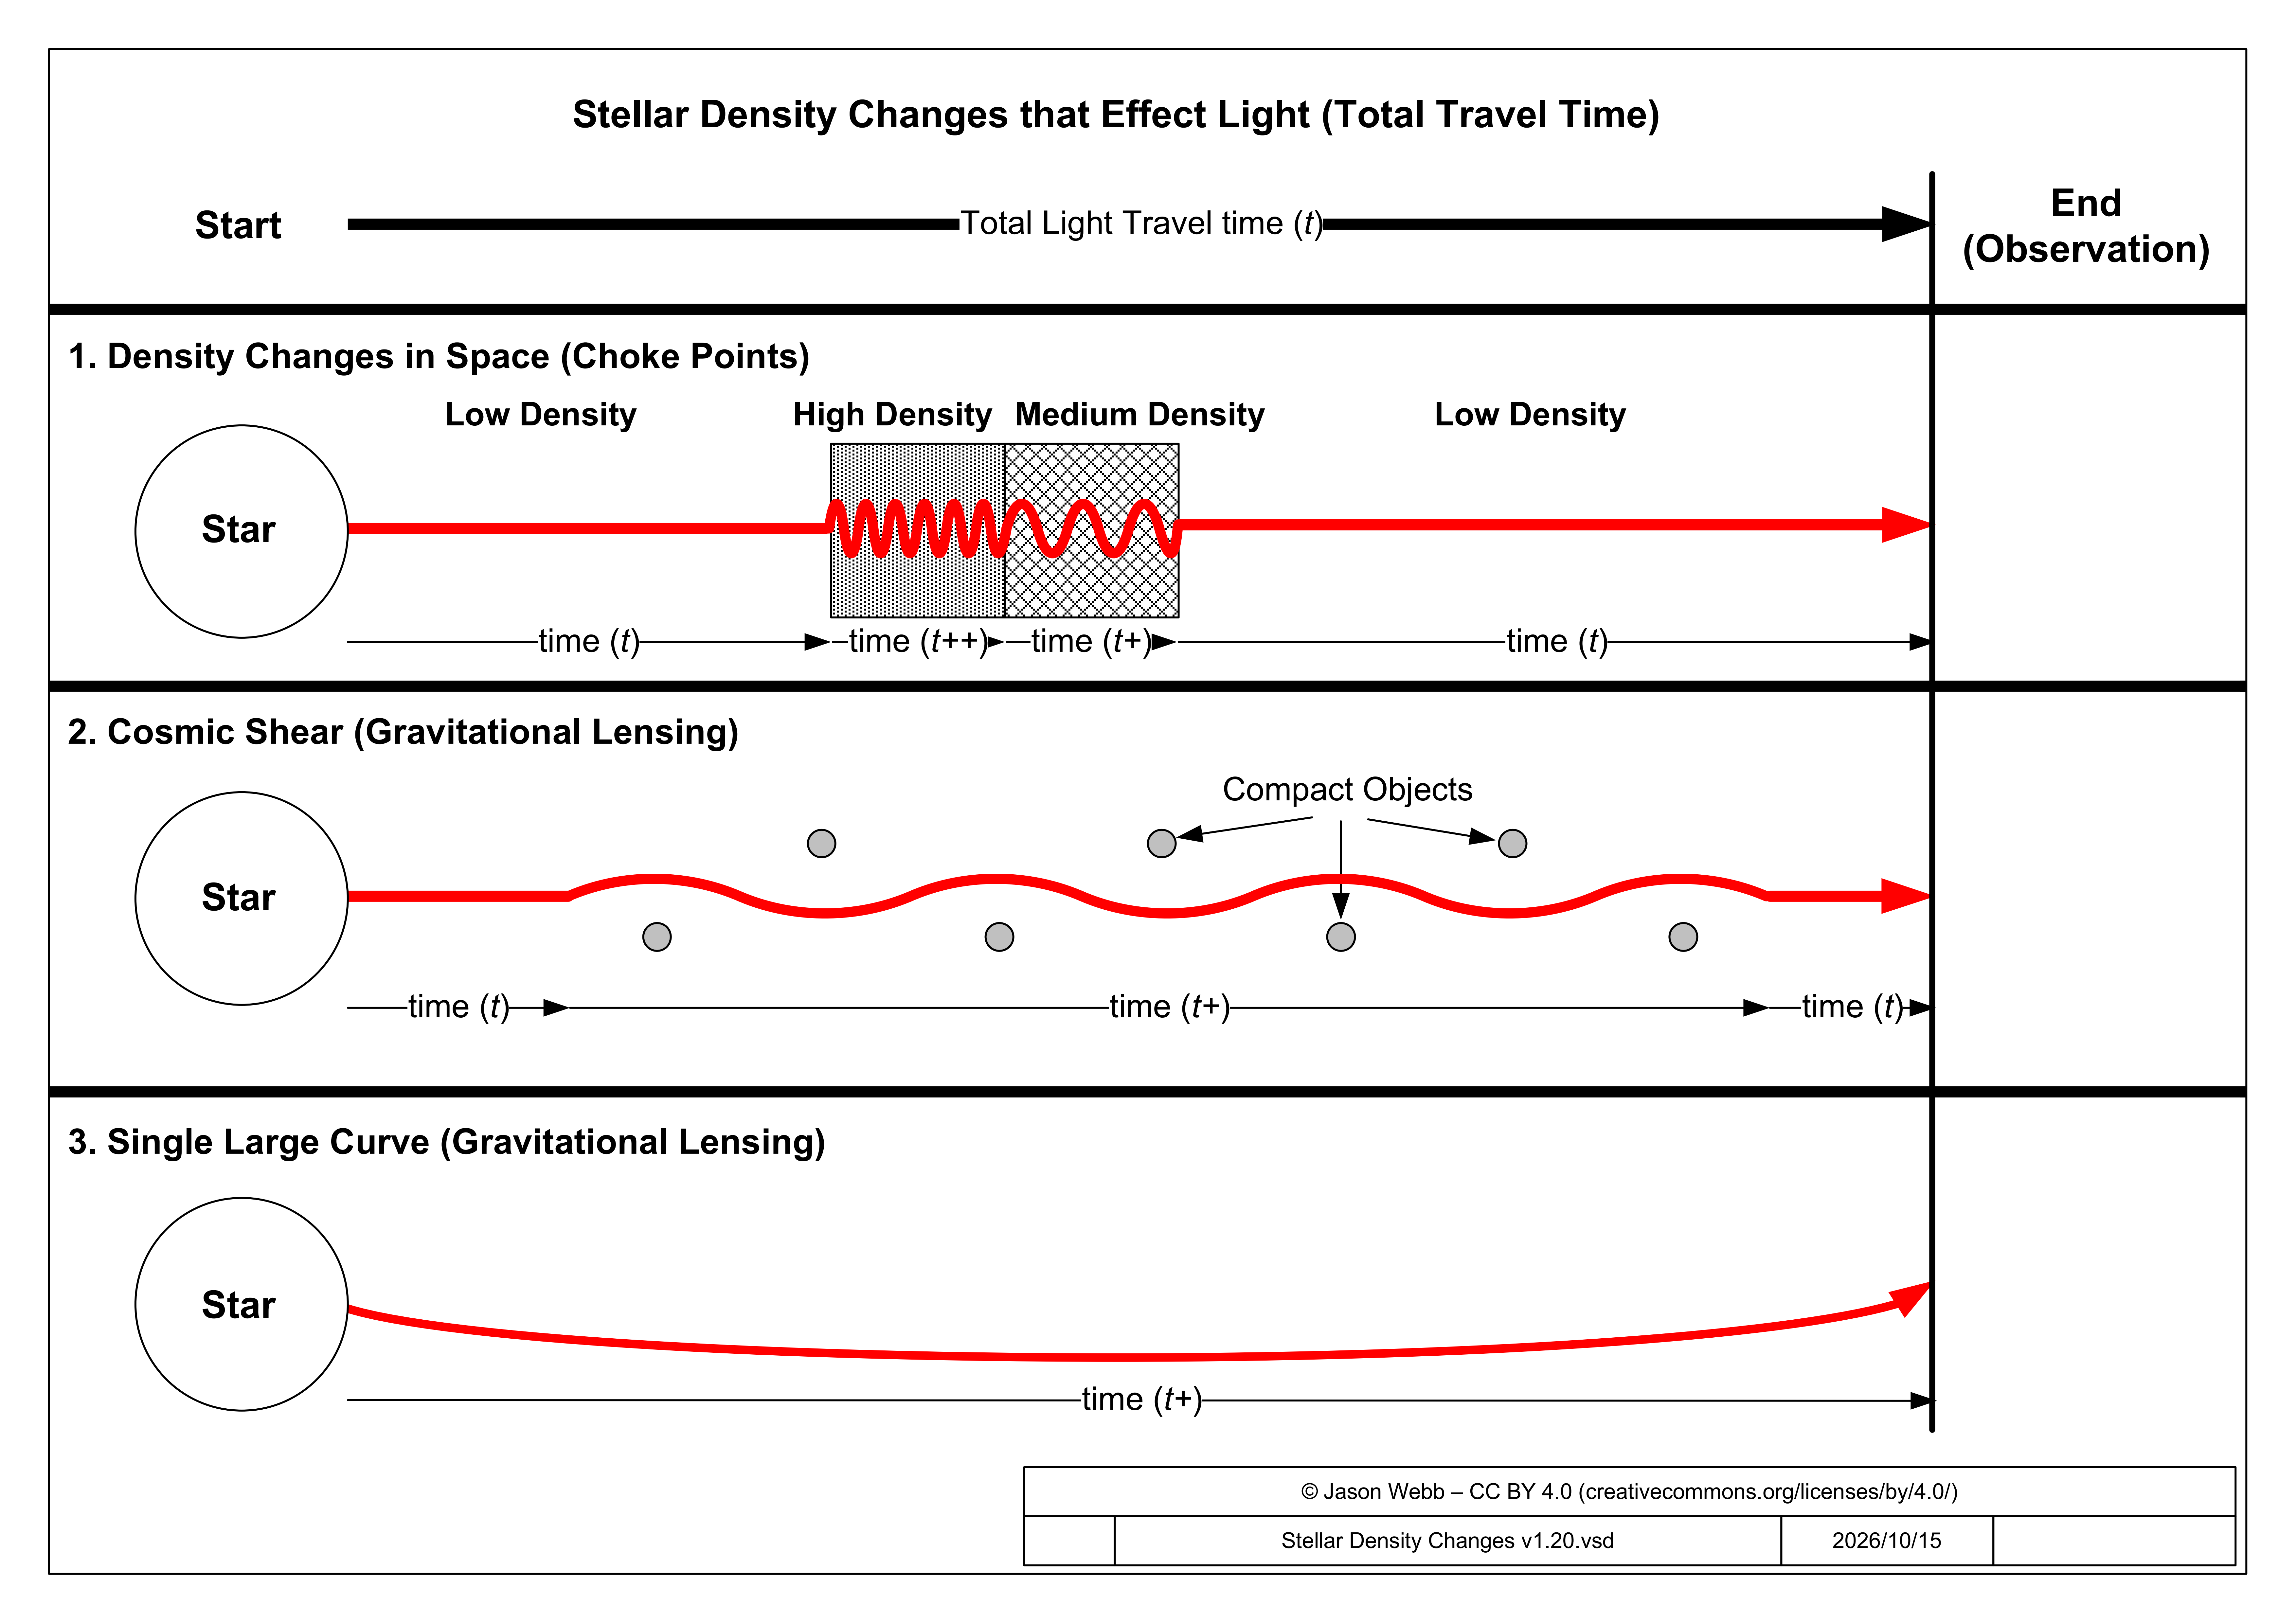 Stellar Density Changes that Effect Light (Total Travel Time)
Start
Total Light Travel time (t)
End
(Observation)
1. Density Changes in Space (Choke Points)
Low Density
High Density
Medium Density
Low Density
Star
time (t)
time (t++)
time (t+)
time (t)
2. Cosmic Shear (Gravitational Lensing)
Compact Objects
Star
time (t)
time (t+)
time (t)
3. Single Large Curve (Gravitational Lensing)
Star
time (t+)
© Jason Webb – CC BY 4.0 (creativecommons.org/licenses/by/4.0/)
Stellar Density Changes v1.20.vsd
2026/10/15